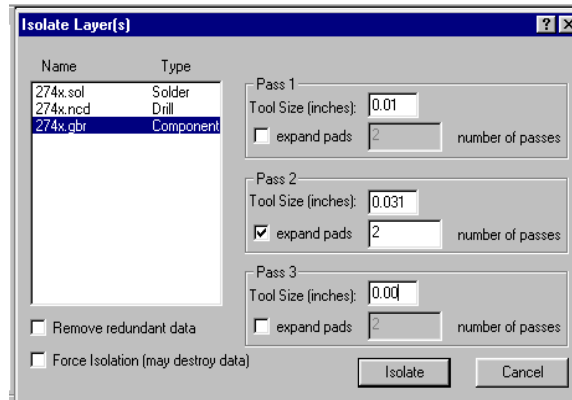 Isolate Layer(s)
Name Type
274x.sol Solder
274x.ncd Drill
274x.gbr Component
Remove redundant data
Force Isolation (may destroy data)
Pass 1
Tool Size (inches): 0.01
expand pads 2 number of passes
Pass 2
Tool Size (inches): 0.031
expand pads 2 number of passes
Pass 3
Tool Size (inches): 0.00
expand pads 2 number of passes
Isolate Cancel